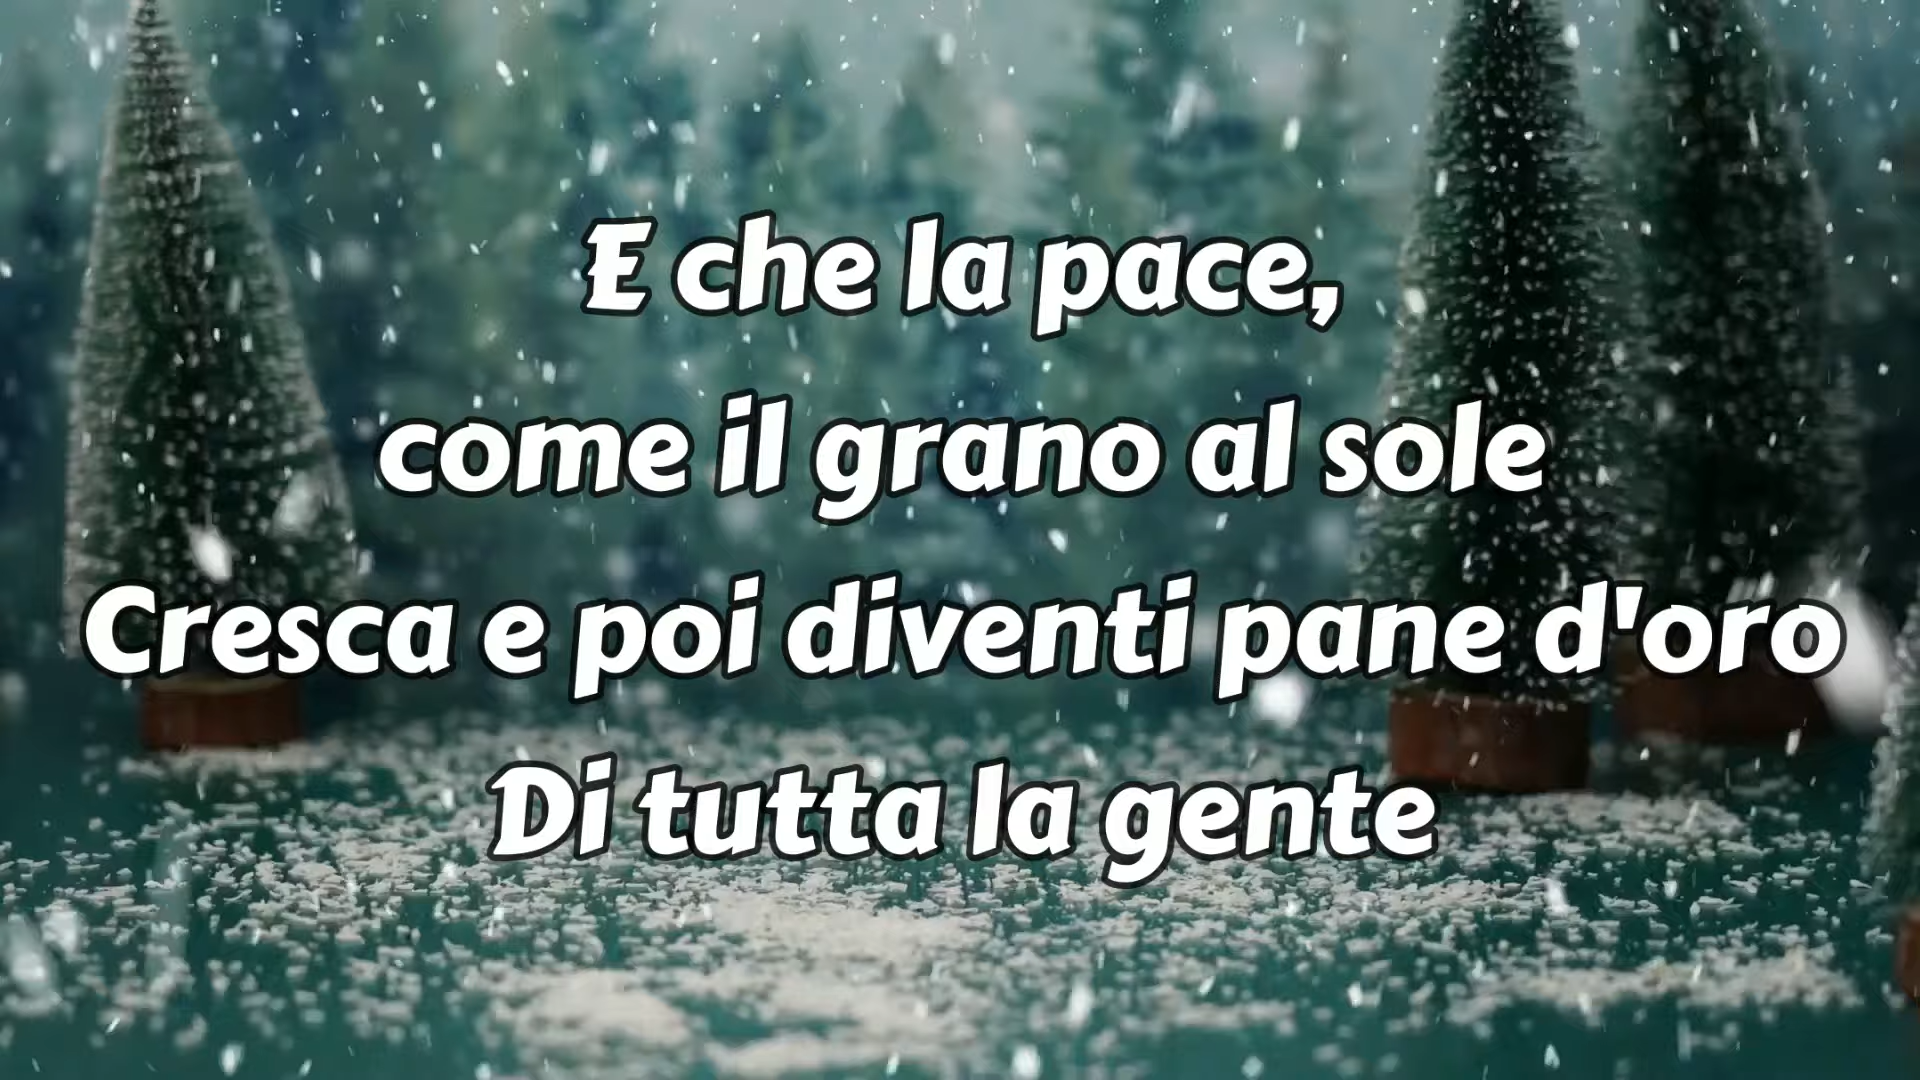 E che la pace,
come il grano al sole
Cresca e poi diventi pane d'oro
Di tutta la gente